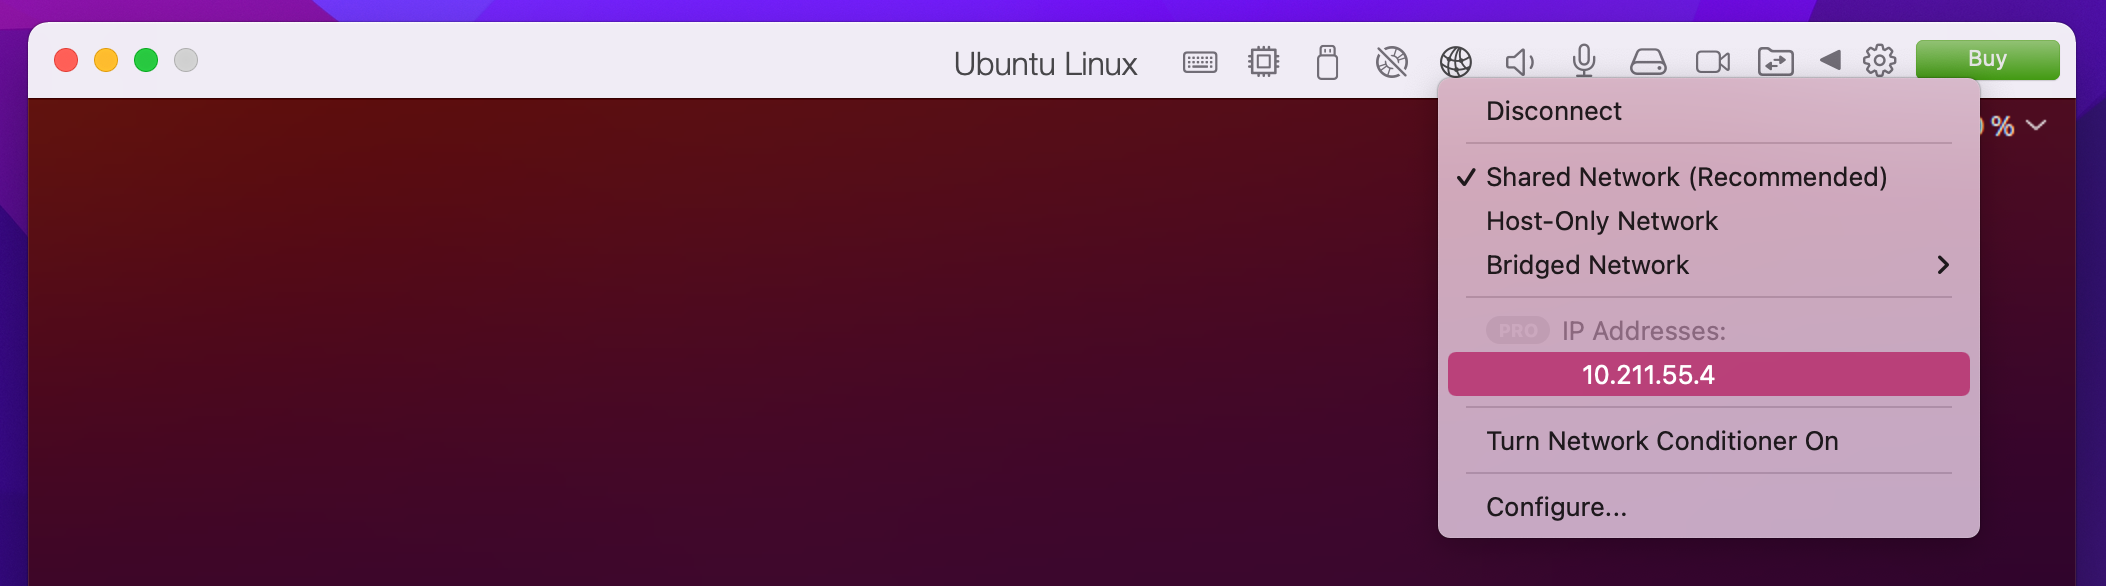 Ubuntu Linux
Buy
Disconnect
%
✓ Shared Network (Recommended)
Host-Only Network
Bridged Network
PRO IP Addresses:
10.211.55.4
Turn Network Conditioner On
Configure...